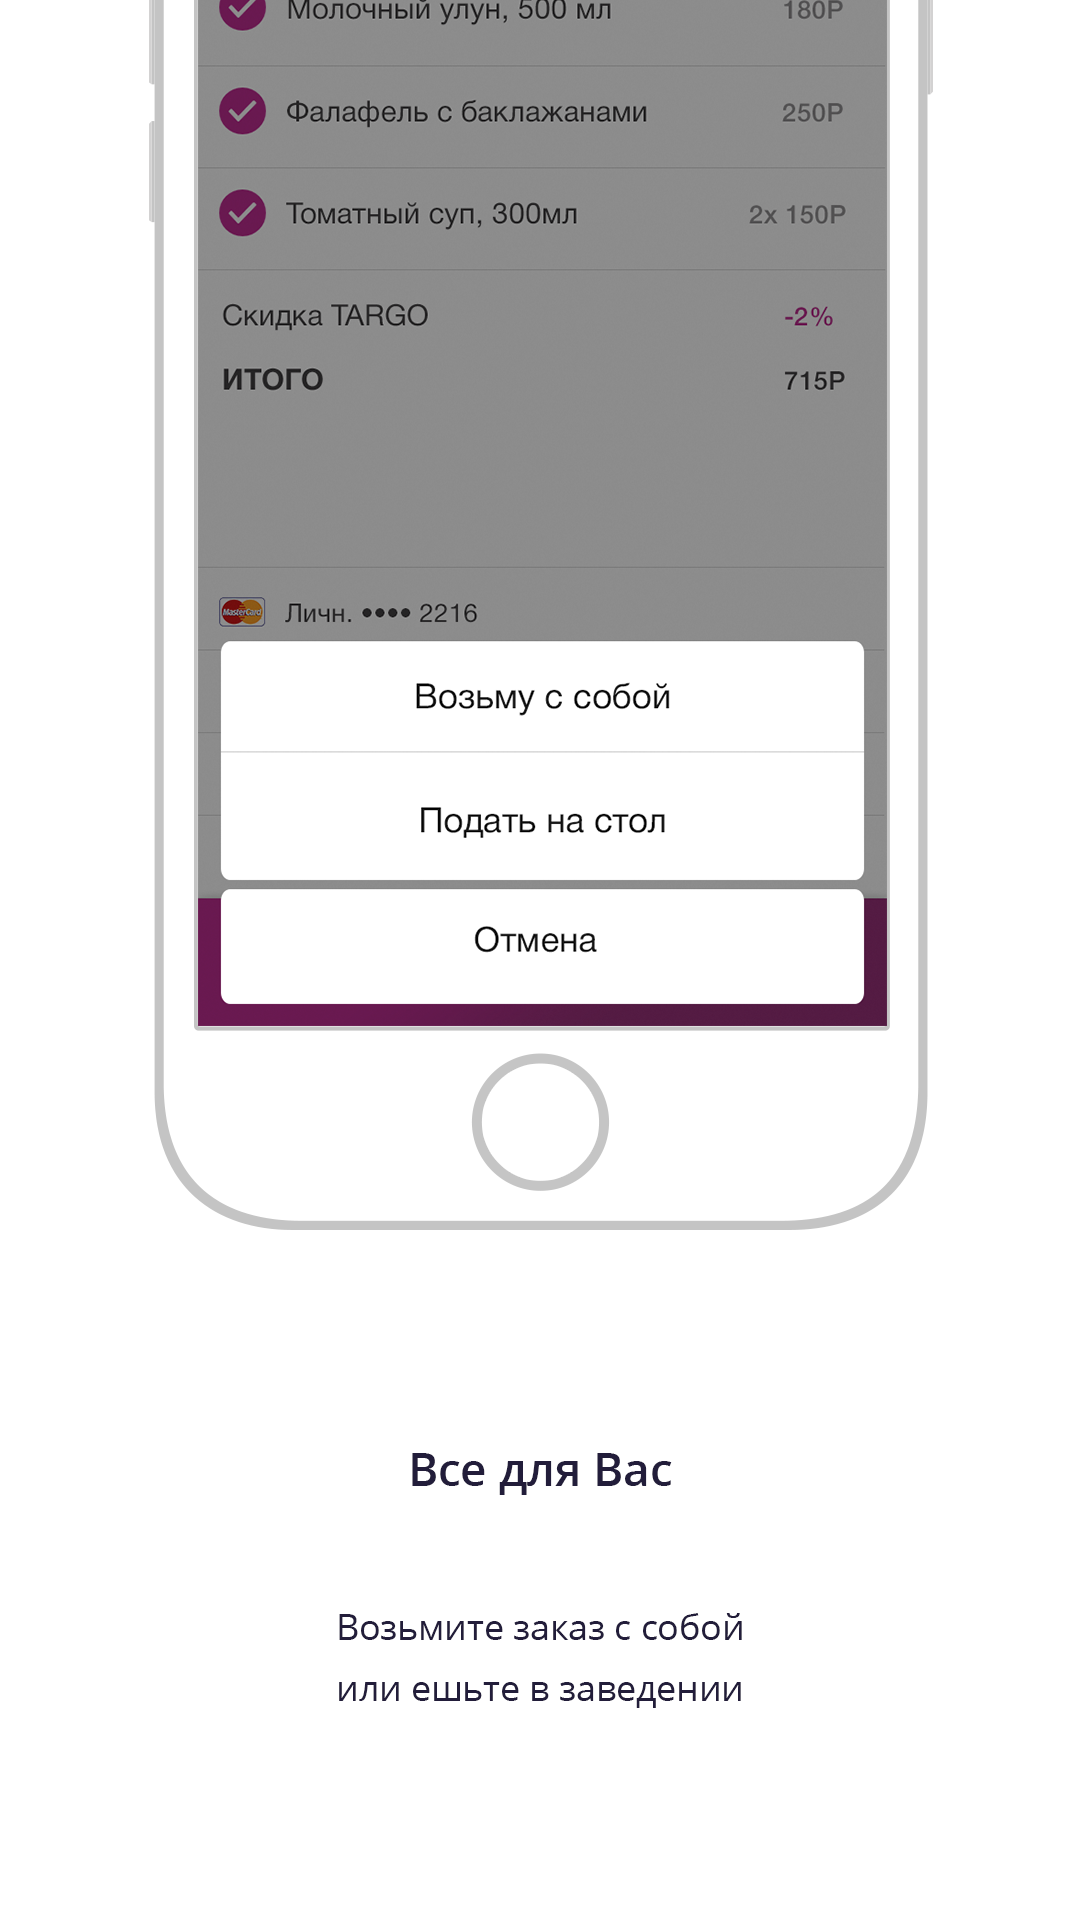 Молочный улун, 500 мл 180Р
Фалафель с баклажанами 250Р
Томатный суп, 300мл 2x 150Р
Скидка TARGO -2%
ИТОГО 715Р
MasterCard Личн. •••• 2216
Возьму с собой
Подать на стол
Отмена
Все для Вас
Возьмите заказ с собой
или ешьте в заведении